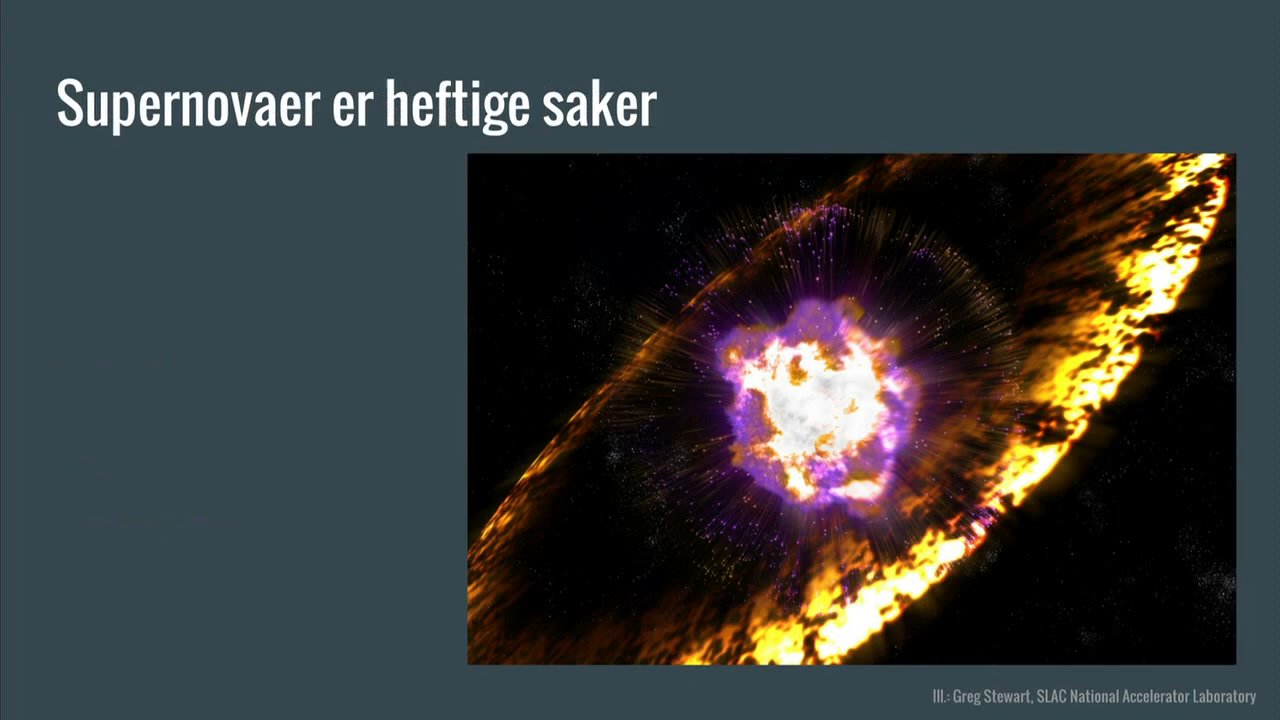 Supernovaer er heftige saker
Ill.: Greg Stewart, SLAC National Accelerator Laboratory